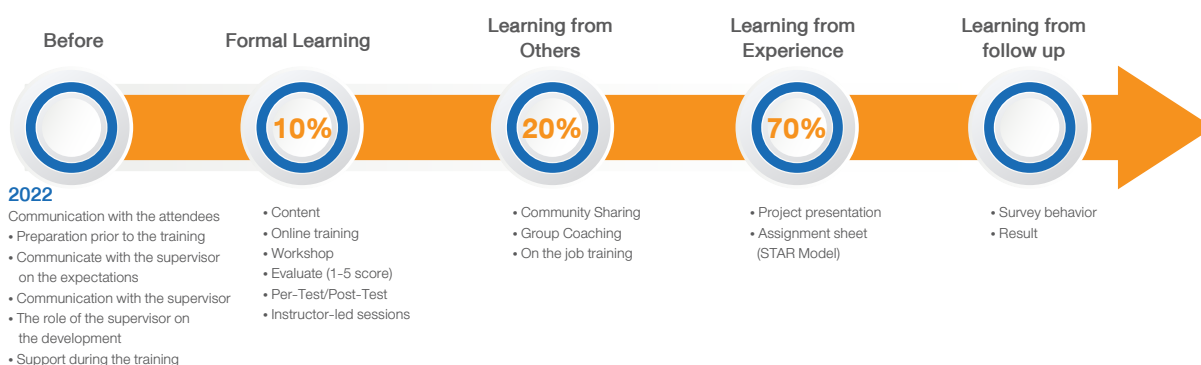 Before
Formal Learning
Learning from
Others
Learning from
Experience
Learning from
follow up
10%
20%
70%
2022
Communication with the attendees
• Preparation prior to the training
• Communicate with the supervisor
on the expectations
• Communication with the supervisor
• The role of the supervisor on
the development
• Support during the training
• Content
• Online training
• Workshop
• Evaluate (1-5 score)
• Per-Test/Post-Test
• Instructor-led sessions
• Community Sharing
• Group Coaching
• On the job training
• Project presentation
• Assignment sheet
(STAR Model)
• Survey behavior
• Result